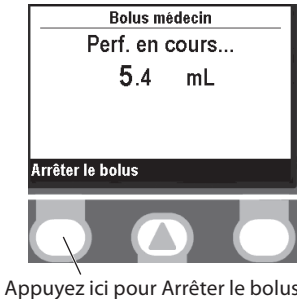 Bolus médecin
Perf. en cours...
5.4 mL
Arrêter le bolus
Appuyez ici pour Arrêter le bolus